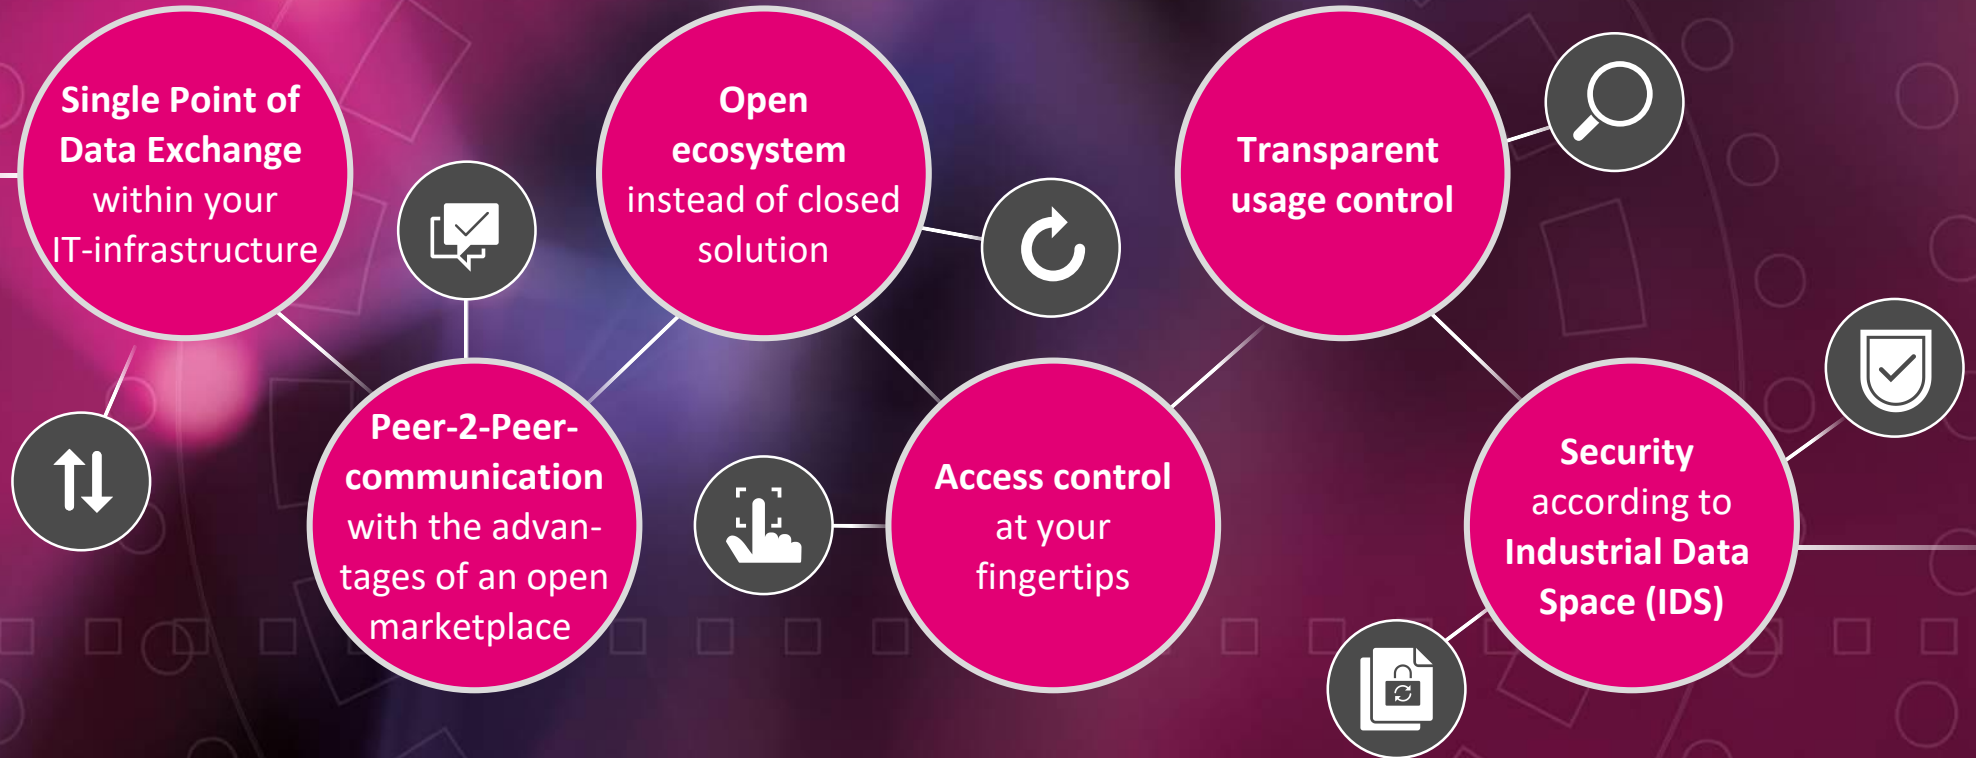 Single Point of
Data Exchange
within your
IT-infrastructure
Peer-2-Peer-
communication
with the advan-
tages of an open
marketplace
Open
ecosystem
instead of closed
solution
Access control
at your
fingertips
Transparent
usage control
Security
according to
Industrial Data
Space (IDS)